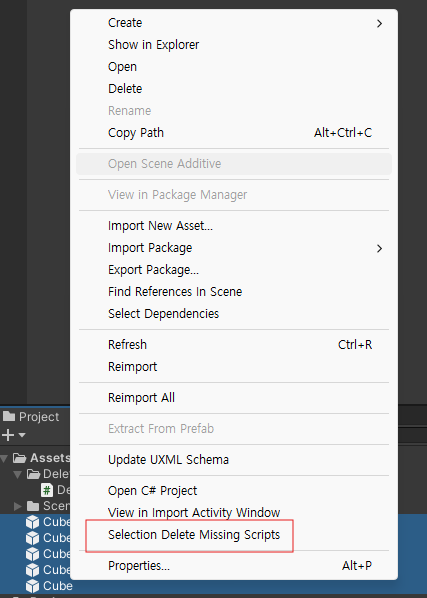 Create
Show in Explorer
Open
Delete
Rename
Copy Path Alt+Ctrl+C
Open Scene Additive
View in Package Manager
Import New Asset...
Import Package
Export Package...
Find References In Scene
Select Dependencies
Refresh Ctrl+R
Reimport
Reimport All
Extract From Prefab
Update UXML Schema
Open C# Project
View in Import Activity Window
Selection Delete Missing Scripts
Properties... Alt+P
Project
Assets
Delet
De
Scen
Cube
Cube
Cube
Cube
Cube